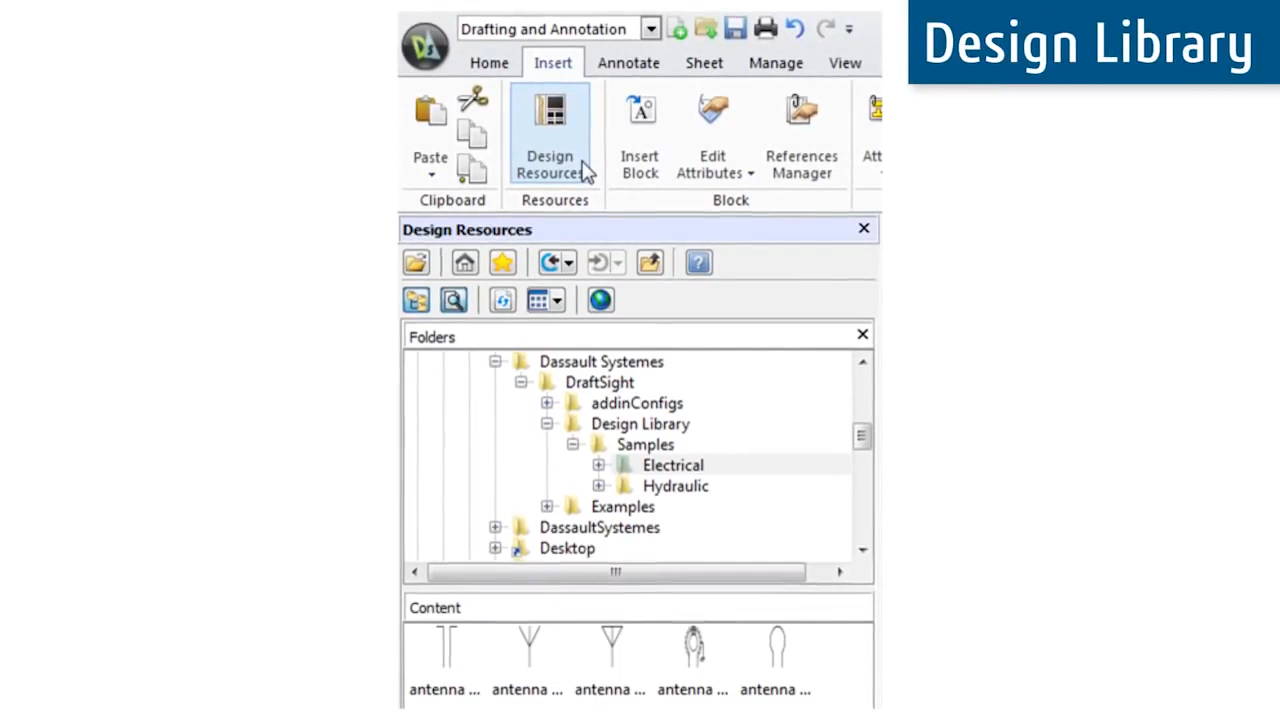 Design Library
Drafting and Annotation
Home Insert Annotate Sheet Manage View
Paste
Design Resources
Insert Block
Edit Attributes
References Manager
Att
Clipboard Resources Block
Design Resources
Folders
Dassault Systemes
DraftSight
addinConfigs
Design Library
Samples
Electrical
Hydraulic
Examples
DassaultSystemes
Desktop
Content
antenna ... antenna ... antenna ... antenna ... antenna ...